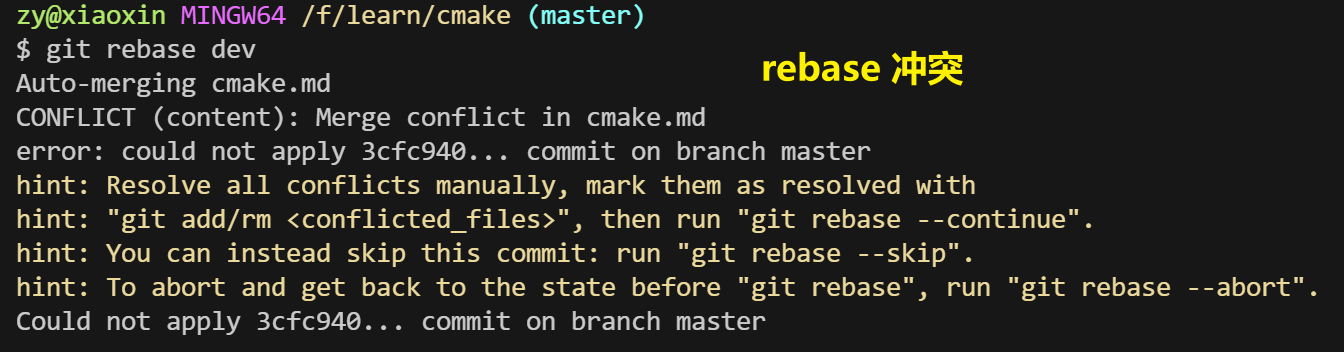 zy@xiaoxin MINGW64 /f/learn/cmake (master)
$ git rebase dev
rebase 冲突
Auto-merging cmake.md
CONFLICT (content): Merge conflict in cmake.md
error: could not apply 3cfc940... commit on branch master
hint: Resolve all conflicts manually, mark them as resolved with
hint: "git add/rm <conflicted_files>", then run "git rebase --continue".
hint: You can instead skip this commit: run "git rebase --skip".
hint: To abort and get back to the state before "git rebase", run "git rebase --abort".
Could not apply 3cfc940... commit on branch master